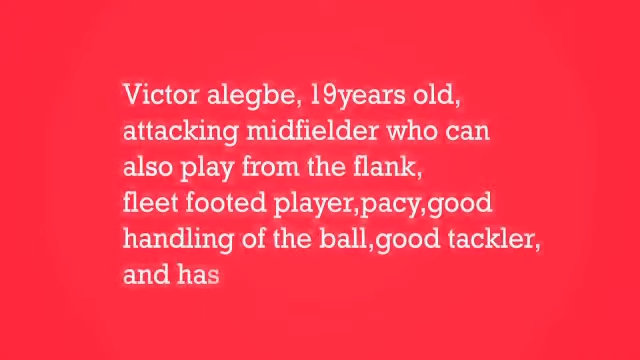 Victor alegbe, 19years old,
attacking midfielder who can
also play from the flank,
fleet footed player,pacy,good
handling of the ball,good tackler,
and has